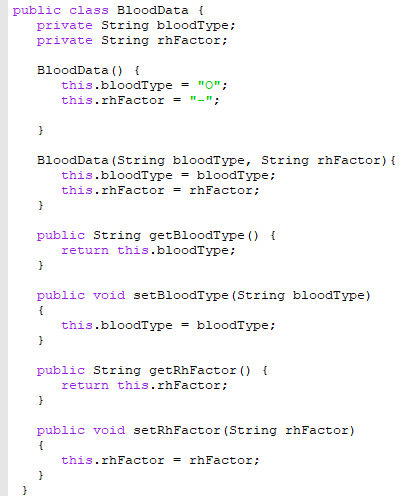 public class BloodData {
private String bloodType;
private String rhFactor;
BloodData() {
this.bloodType = "O";
this.rhFactor = "-";
}
BloodData(String bloodType, String rhFactor){
this.bloodType = bloodType;
this.rhFactor = rhFactor;
}
public String getBloodType() {
return this.bloodType;
}
public void setBloodType(String bloodType)
{
this.bloodType = bloodType;
}
public String getRhFactor() {
return this.rhFactor;
}
public void setRhFactor(String rhFactor)
{
this.rhFactor = rhFactor;
}
}